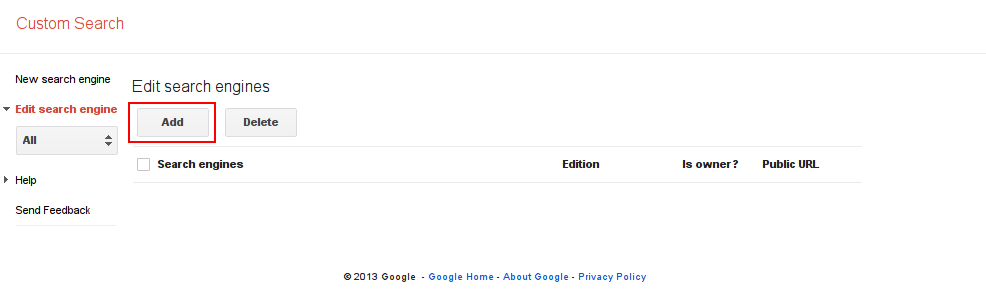 Custom Search
New search engine
Edit search engine
All
Help
Send Feedback
Edit search engines
Add Delete
Search engines Edition Is owner? Public URL
© 2013 Google - Google Home - About Google - Privacy Policy